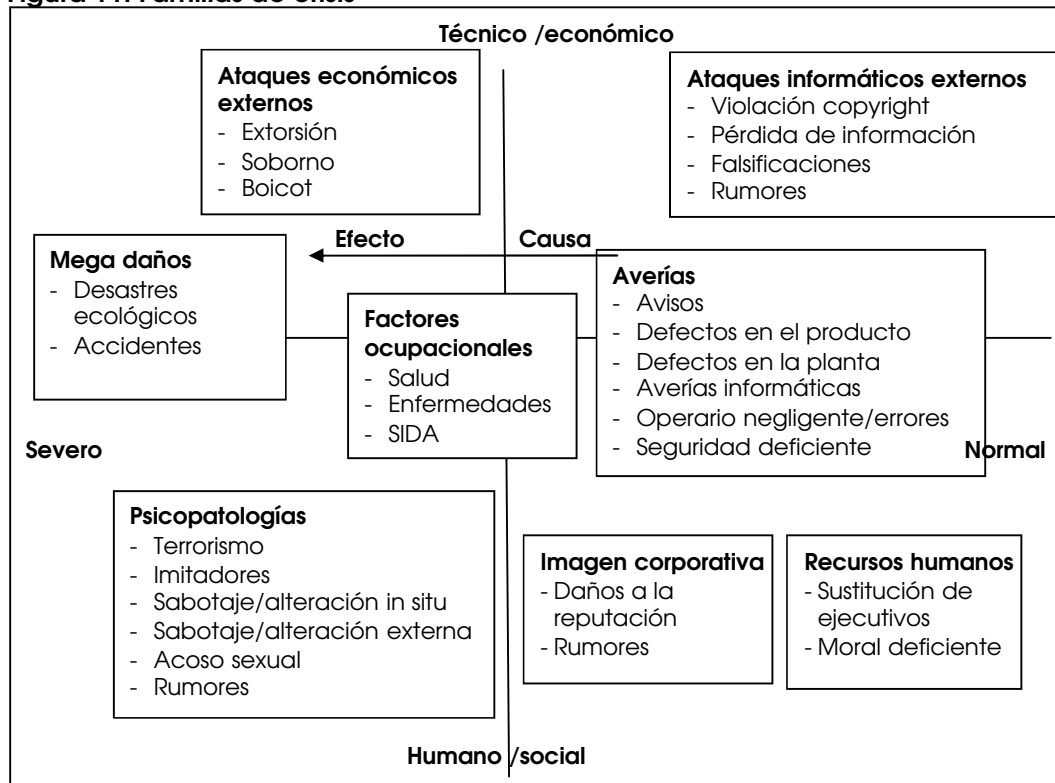 Técnico /económico
Ataques económicos
externos
- Extorsión
- Soborno
- Boicot
Ataques informáticos externos
- Violación copyright
- Pérdida de información
- Falsificaciones
- Rumores
Efecto
Causa
Mega daños
- Desastres
ecológicos
- Accidentes
Factores
ocupacionales
- Salud
- Enfermedades
- SIDA
Averías
- Avisos
- Defectos en el producto
- Defectos en la planta
- Averías informáticas
- Operario negligente/errores
- Seguridad deficiente
Severo
Normal
Psicopatologías
- Terrorismo
- Imitadores
- Sabotaje/alteración in situ
- Sabotaje/alteración externa
- Acoso sexual
- Rumores
Imagen corporativa
- Daños a la
reputación
- Rumores
Recursos humanos
- Sustitución de
ejecutivos
- Moral deficiente
Humano /social